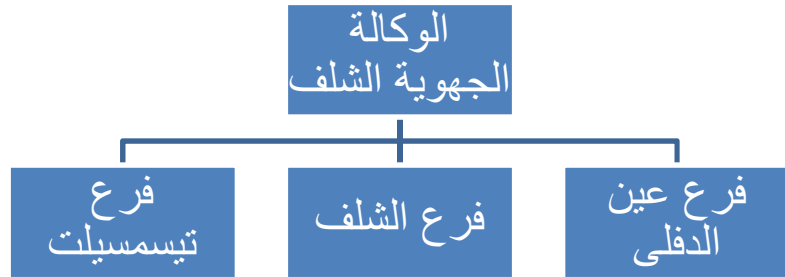 الوكالة
الجهوية الشلف
فرع عين
الدفلى
فرع الشلف
فرع
تيسمسيلت